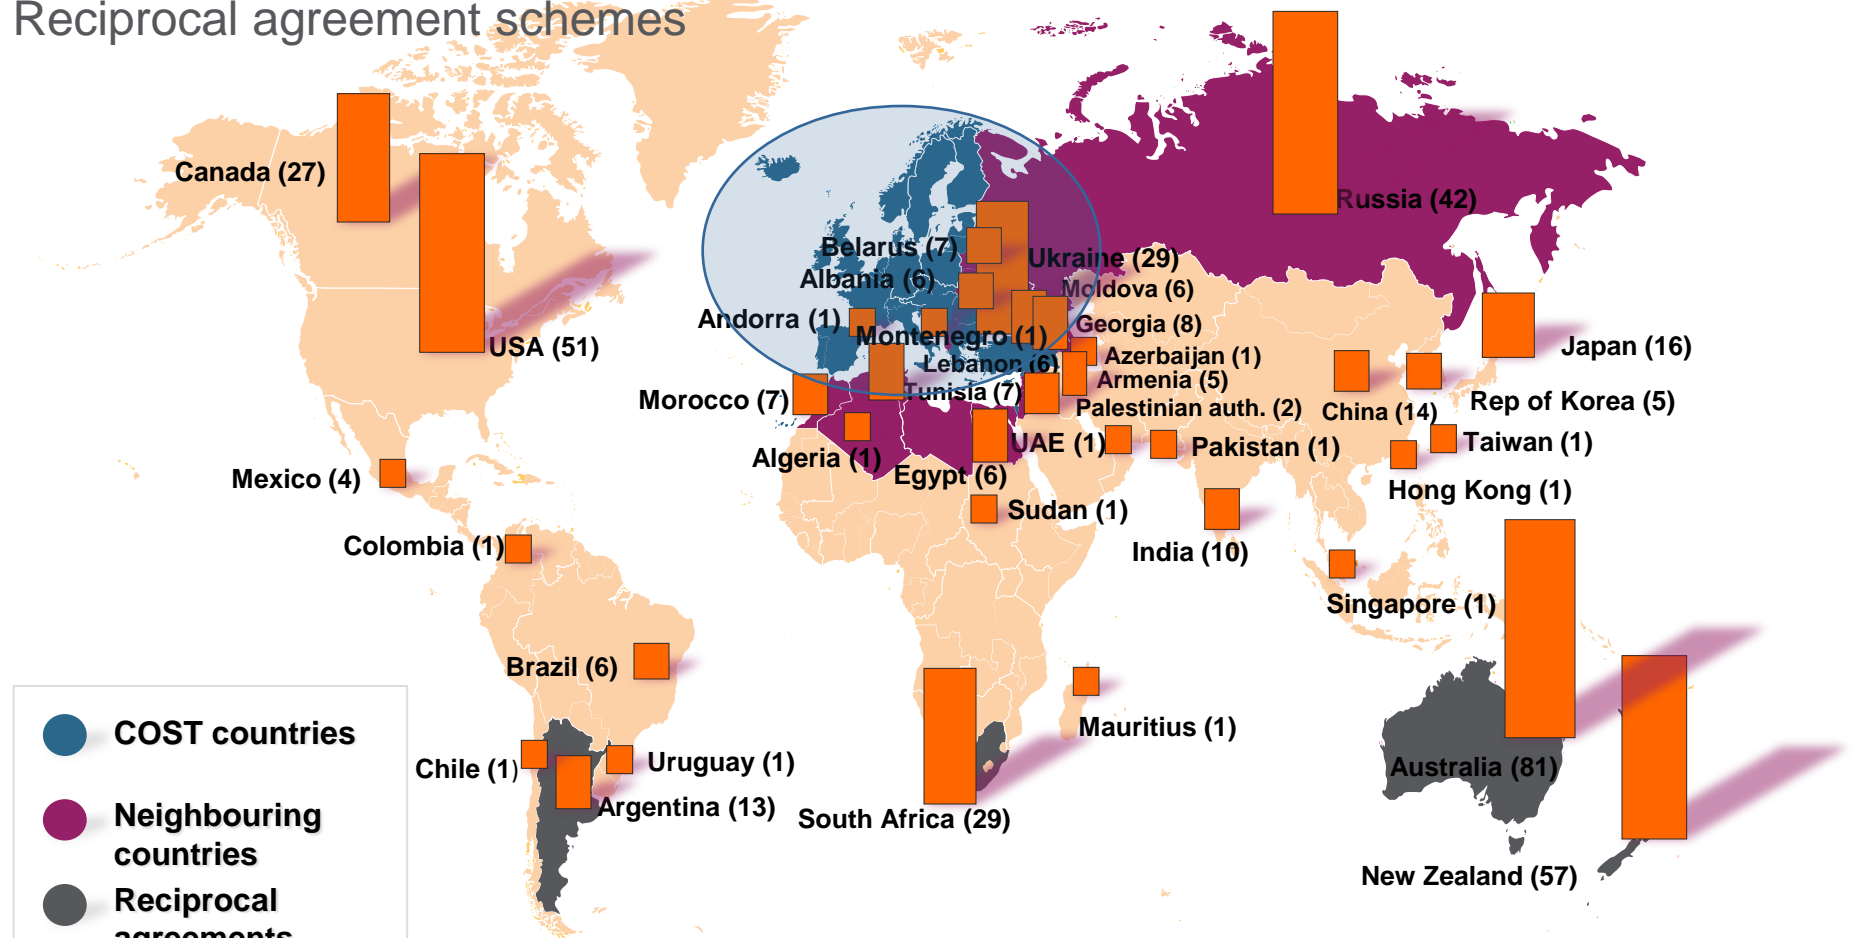 Reciprocal agreement schemes
Canada (27)
USA (51)
Russia (42)
Belarus (7)
Ukraine (29)
Albania (6)
Moldova (6)
Andorra (1)
Montenegro (1)
Georgia (8)
Lebanon (6)
Azerbaijan (1)
Japan (16)
Morocco (7)
Tunisia (7)
Armenia (5)
Palestinian auth. (2)
China (14)
Rep of Korea (5)
Algeria (1)
UAE (1)
Pakistan (1)
Taiwan (1)
Mexico (4)
Egypt (6)
Hong Kong (1)
Sudan (1)
Colombia (1)
India (10)
Singapore (1)
Brazil (6)
Mauritius (1)
Chile (1)
Uruguay (1)
Argentina (13)
South Africa (29)
Australia (81)
New Zealand (57)
COST countries
Neighbouring
countries
Reciprocal
agreements